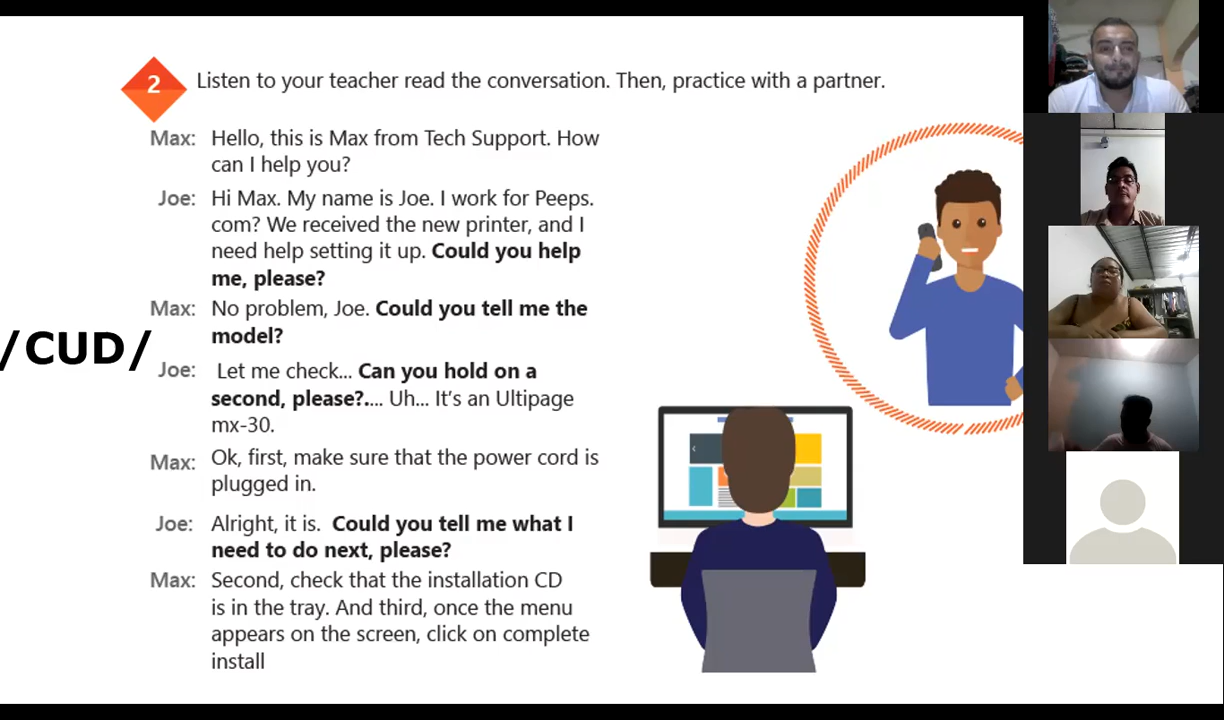 2
Listen to your teacher read the conversation. Then, practice with a partner.
Max: Hello, this is Max from Tech Support. How
can I help you?
Joe: Hi Max. My name is Joe. I work for Peeps.
com? We received the new printer, and I
need help setting it up. Could you help
me, please?
Max: No problem, Joe. Could you tell me the
model?
/CUD/
Joe: Let me check... Can you hold on a
second, please?.... Uh... It's an Ultipage
mx-30.
Max: Ok, first, make sure that the power cord is
plugged in.
Joe: Alright, it is. Could you tell me what I
need to do next, please?
Max: Second, check that the installation CD
is in the tray. And third, once the menu
appears on the screen, click on complete
install